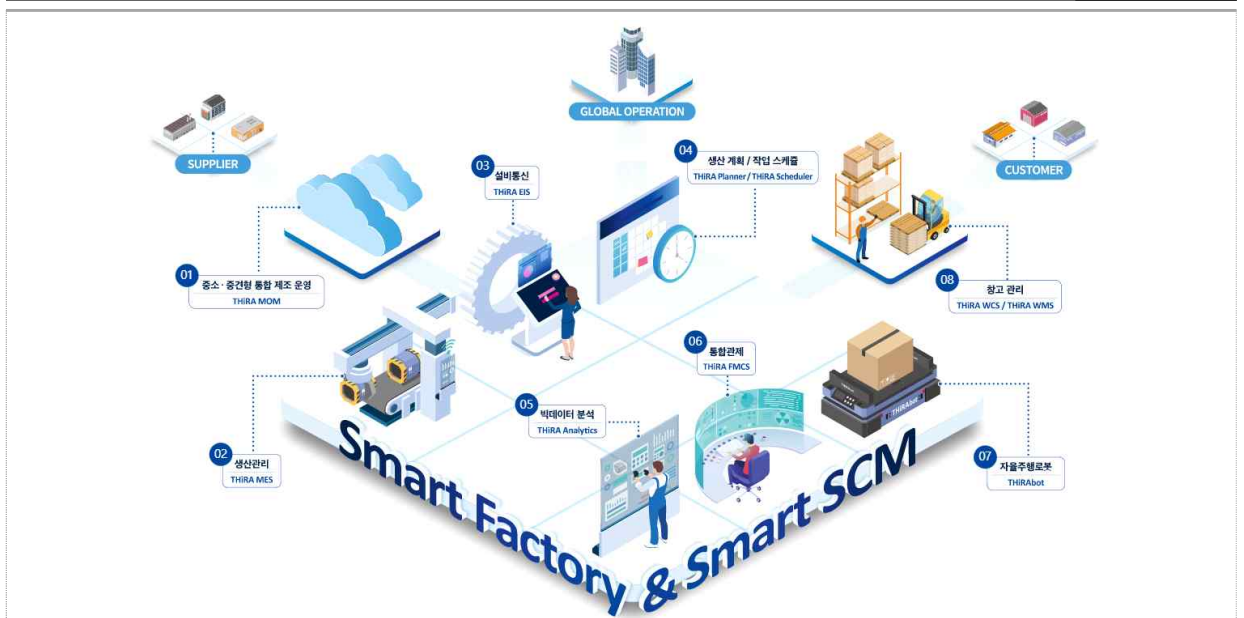 GLOBAL OPERATION
SUPPLIER
CUSTOMER
01
중소 · 중견형 통합 제조 운영
THiRA MOM
02
생산관리
THiRA MES
03
설비통신
THiRA EIS
04
생산 계획 / 작업 스케쥴
THiRA Planner / THiRA Scheduler
05
빅데이터 분석
THiRA Analytics
06
통합관제
THiRA FMCS
07
자율주행로봇
THiRAbot
08
창고 관리
THiRA WCS / THiRA WMS
THiRAbot
Smart Factory & Smart SCM